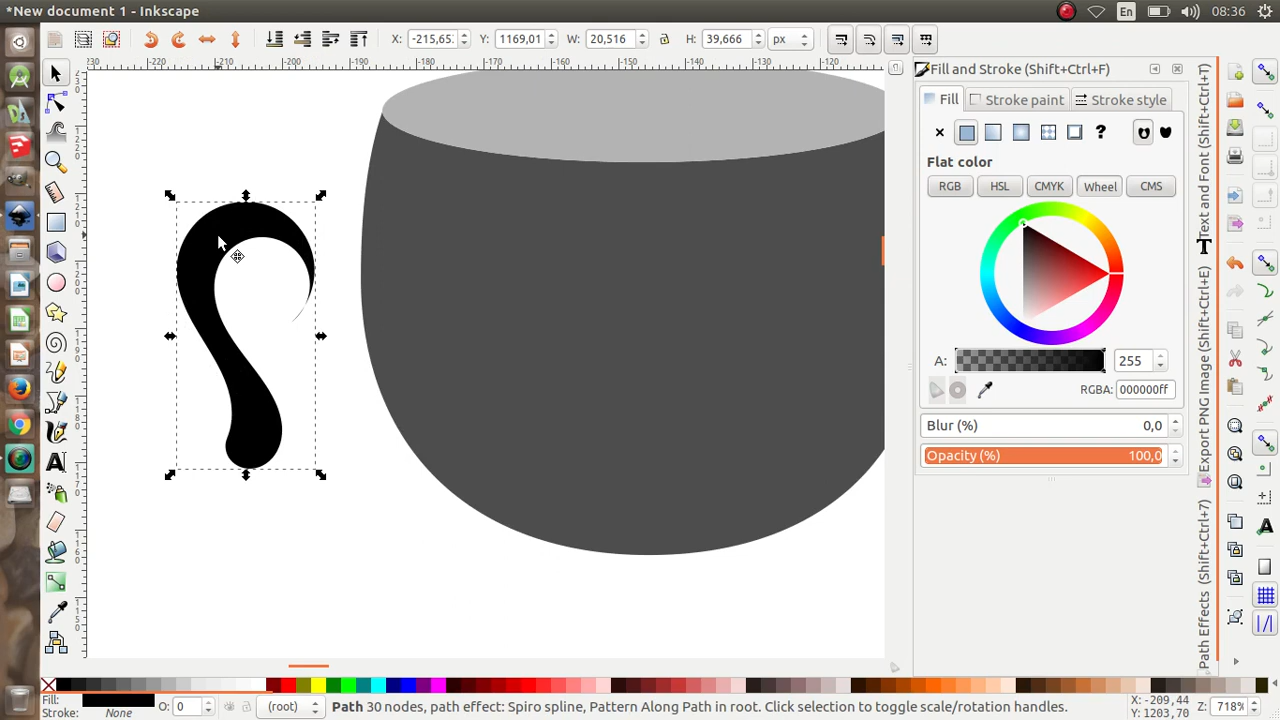 *New document 1 - Inkscape
En
08:36
X: -215,65:
Y: 1169,01
W: 20,516
H: 39,666
px
Fill and Stroke (Shift+Ctrl+F)
Fill
Stroke paint
Stroke style
?
Flat color
RGB
HSL
CMYK
Wheel
CMS
A:
255
RGBA: 000000ff
Blur (%)
0,0
Opacity (%)
100,0
Text and Font (Shift+Ctrl+T)
Export PNG Image (Shift+Ctrl+E)
Path Effects (Shift+Ctrl+7)
Fill:
Stroke:
None
O: 0
(root)
Path 30 nodes, path effect: Spiro Spline, Pattern Along Path in root. Click selection to toggle scale/rotation handles.
X: -209,44
Y: 1203,70
Z: 718%